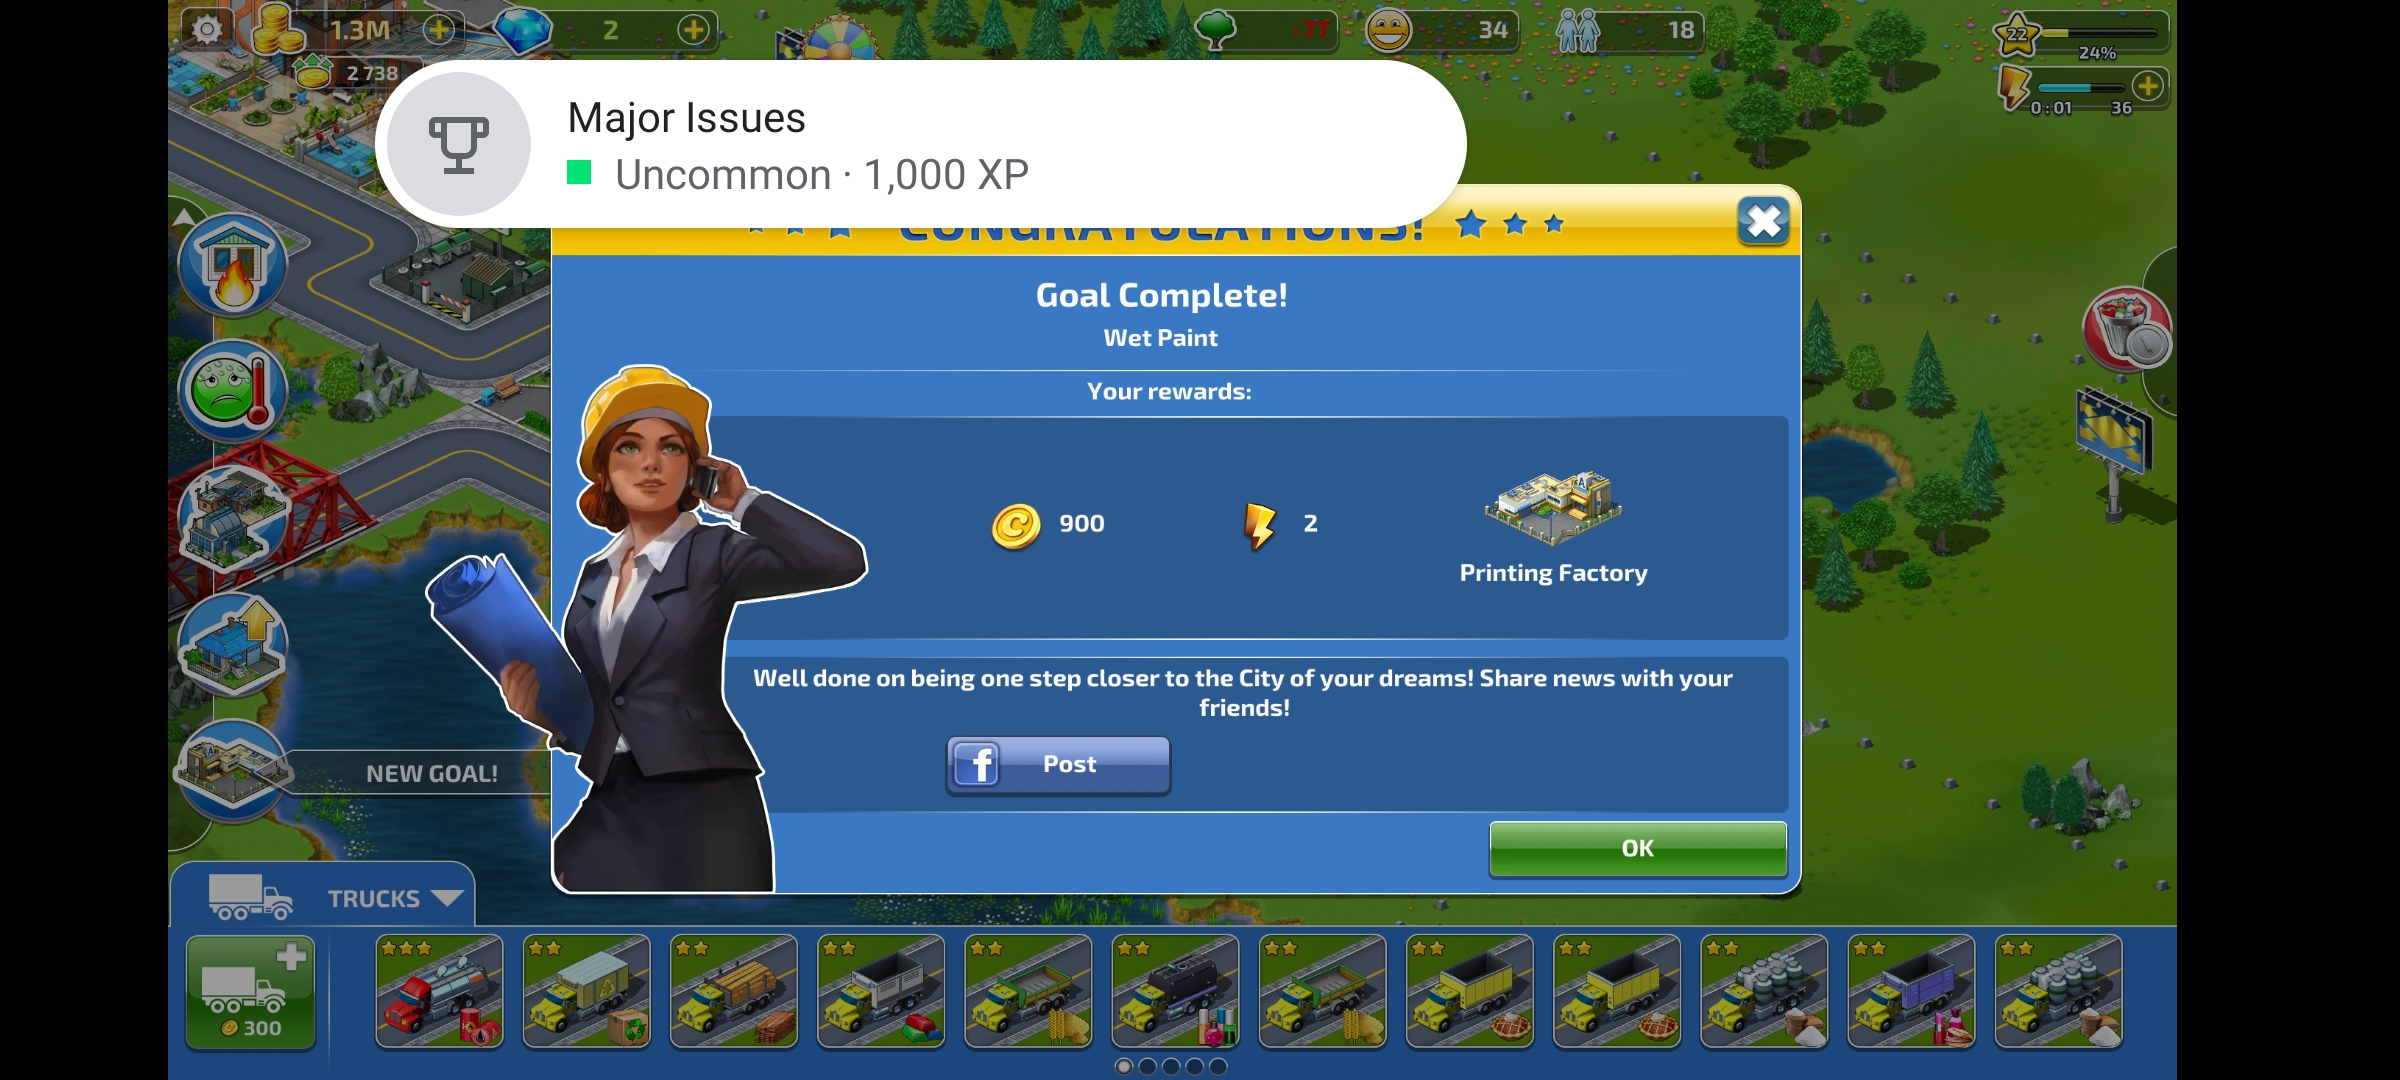 1.3M
2
-77
34
18
22
24%
2 738
0:01
36
Major Issues
Uncommon · 1,000 XP
CONGRATULATIONS!
Goal Complete!
Wet Paint
Your rewards:
900
2
Printing Factory
Well done on being one step closer to the City of your dreams! Share news with your
friends!
f
Post
NEW GOAL!
OK
TRUCKS
300